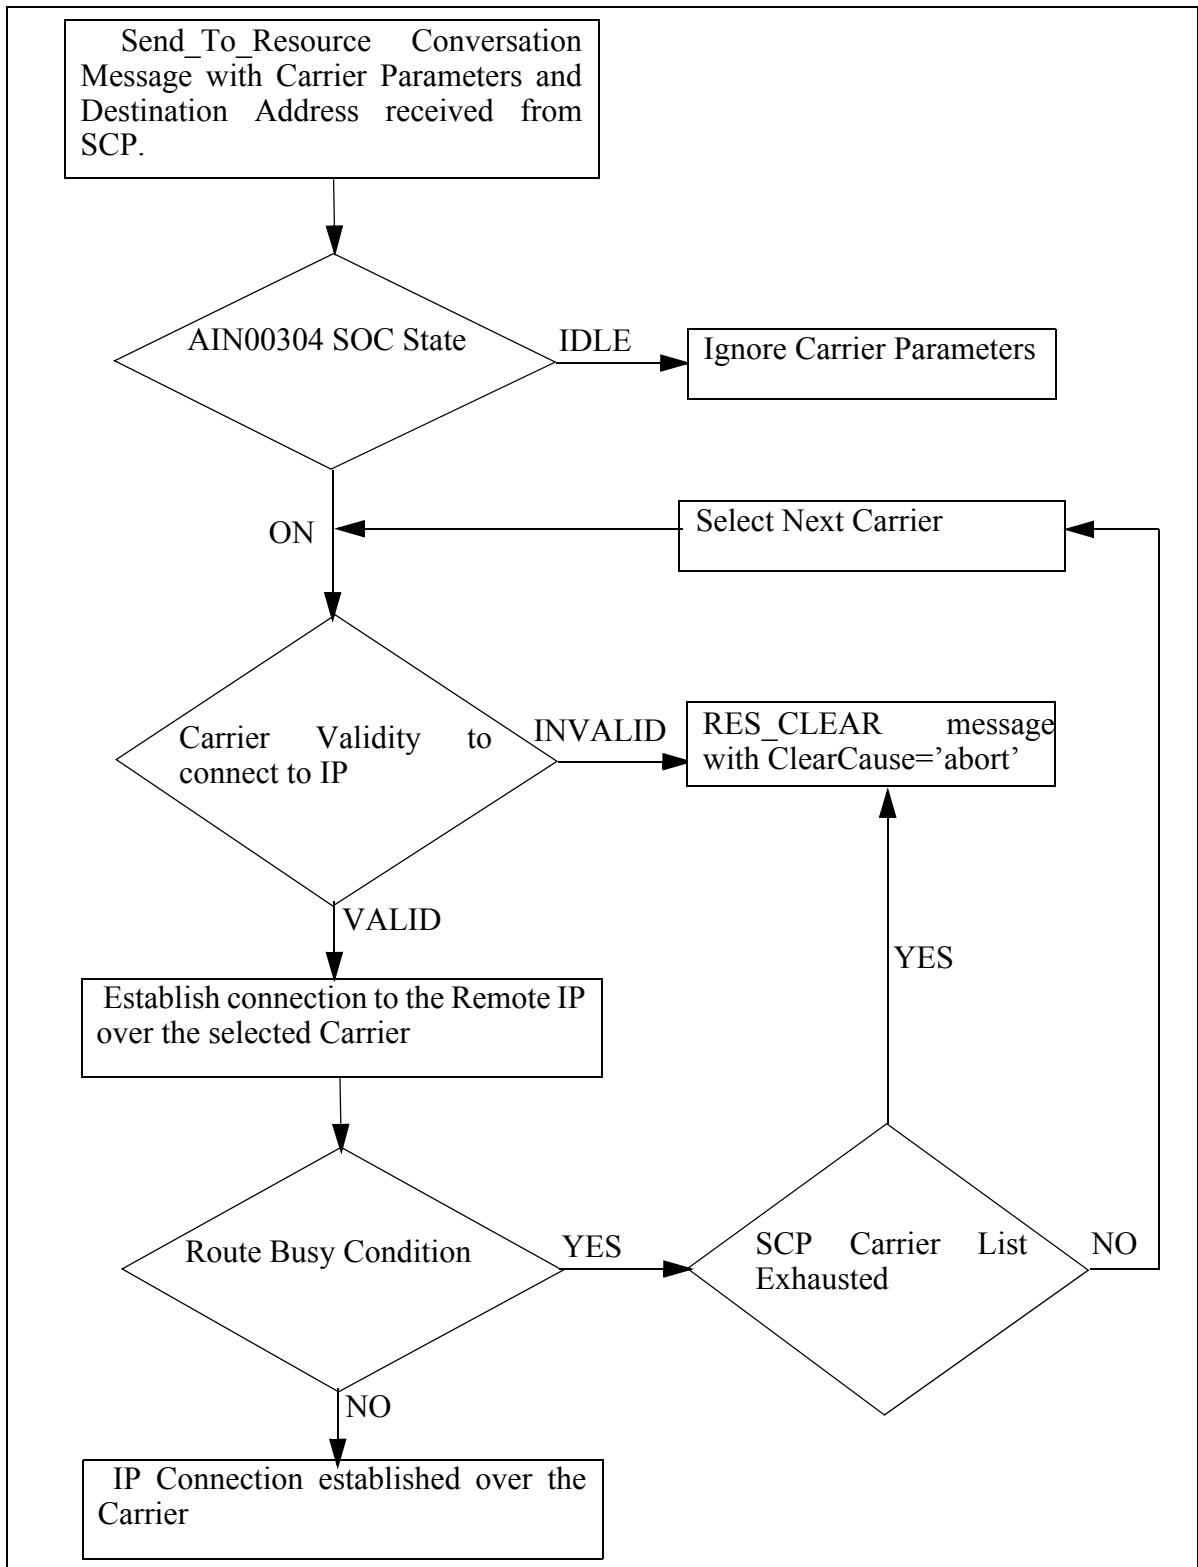 Send_To_Resource Conversation
Message with Carrier Parameters and
Destination Address received from
SCP.
AIN00304 SOC State
IDLE
Ignore Carrier Parameters
ON
Select Next Carrier
Carrier Validity to
connect to IP
INVALID
RES_CLEAR message
with ClearCause=’abort’
VALID
YES
Establish connection to the Remote IP
over the selected Carrier
Route Busy Condition
YES
SCP Carrier List
Exhausted
NO
NO
IP Connection established over the
Carrier